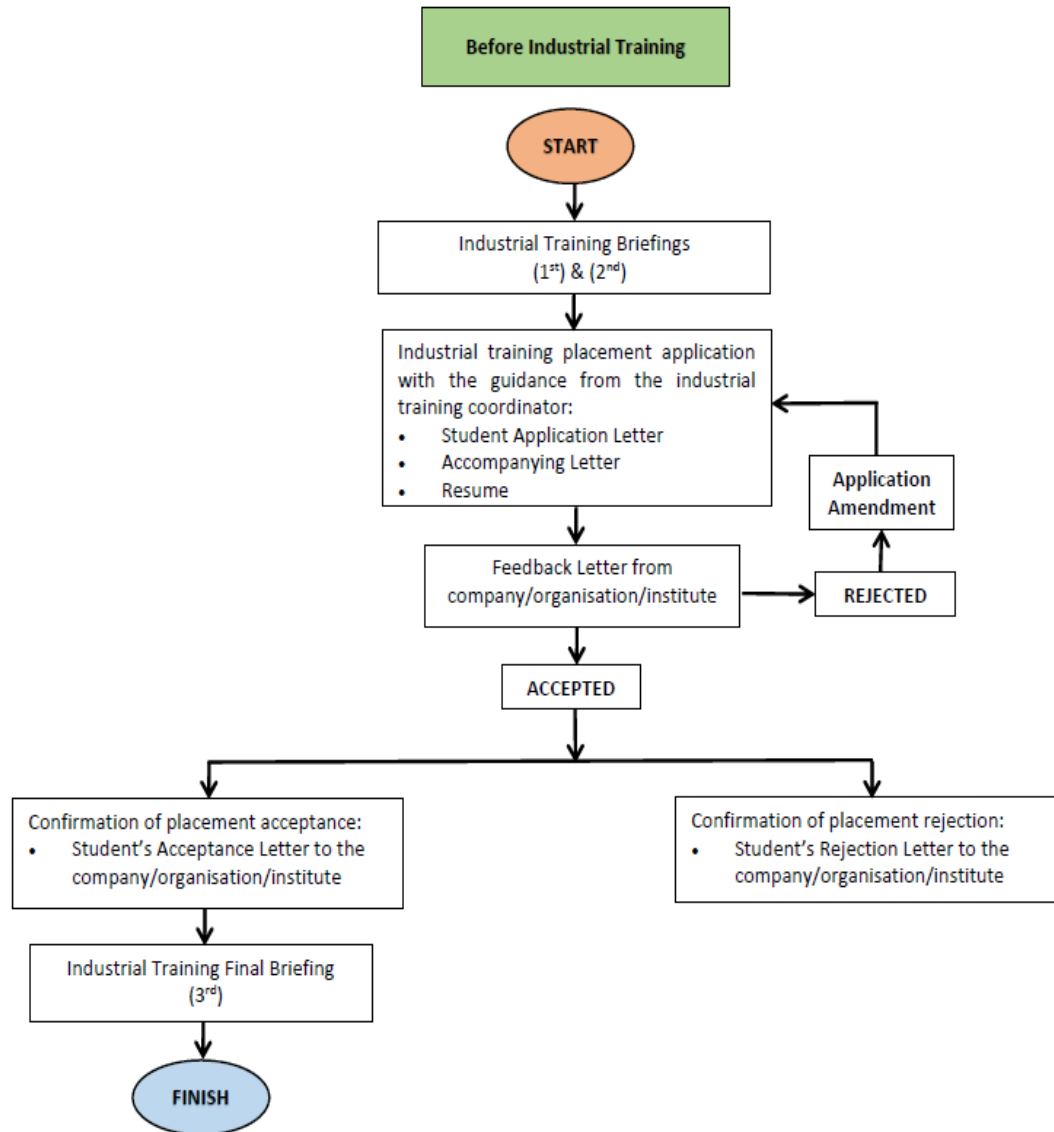 Before Industrial Training
START
Industrial Training Briefings
(1st) & (2nd)
Industrial training placement application
with the guidance from the industrial
training coordinator:
• Student Application Letter
• Accompanying Letter
• Resume
Application
Amendment
Feedback Letter from
company/organisation/institute
REJECTED
ACCEPTED
Confirmation of placement acceptance:
• Student’s Acceptance Letter to the
company/organisation/institute
Confirmation of placement rejection:
• Student’s Rejection Letter to the
company/organisation/institute
Industrial Training Final Briefing
(3rd)
FINISH